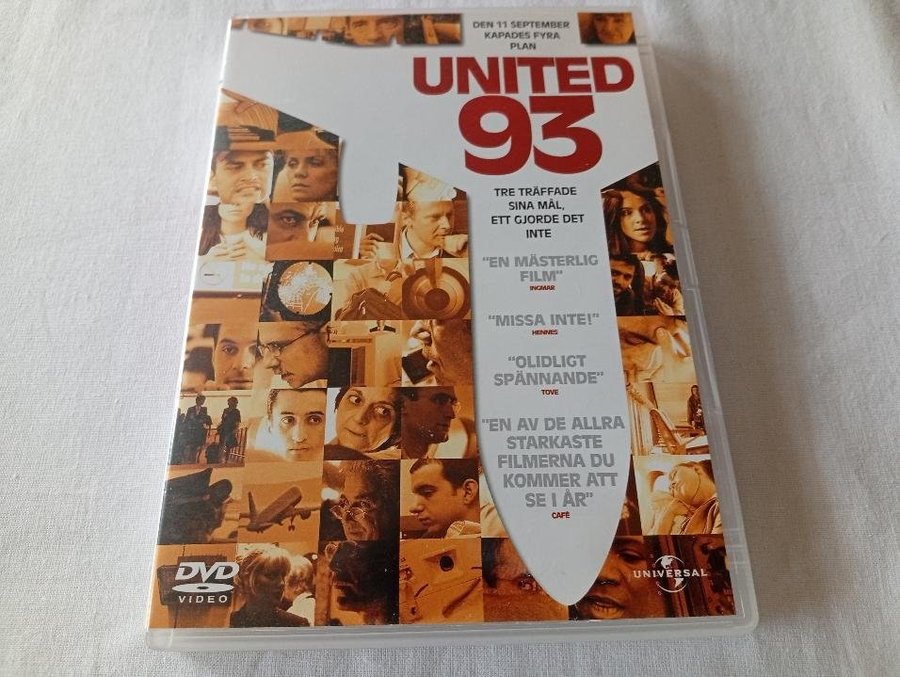 DEN 11 SEPTEMBER
KAPADES FYRA
PLAN
UNITED
93
TRE TRÄFFADE
SINA MÅL,
ETT GJORDE DET
INTE
"EN MÄSTERLIG
FILM"
INGMAR
"MISSA INTE!"
HENNES
"OLIDLIGT
SPÄNNANDE"
TOVE
"EN AV DE ALLRA
STARKASTE
FILMERNA DU
KOMMER ATT
SE I ÅR"
CAFÉ
DVD
VIDEO
UNIVERSAL